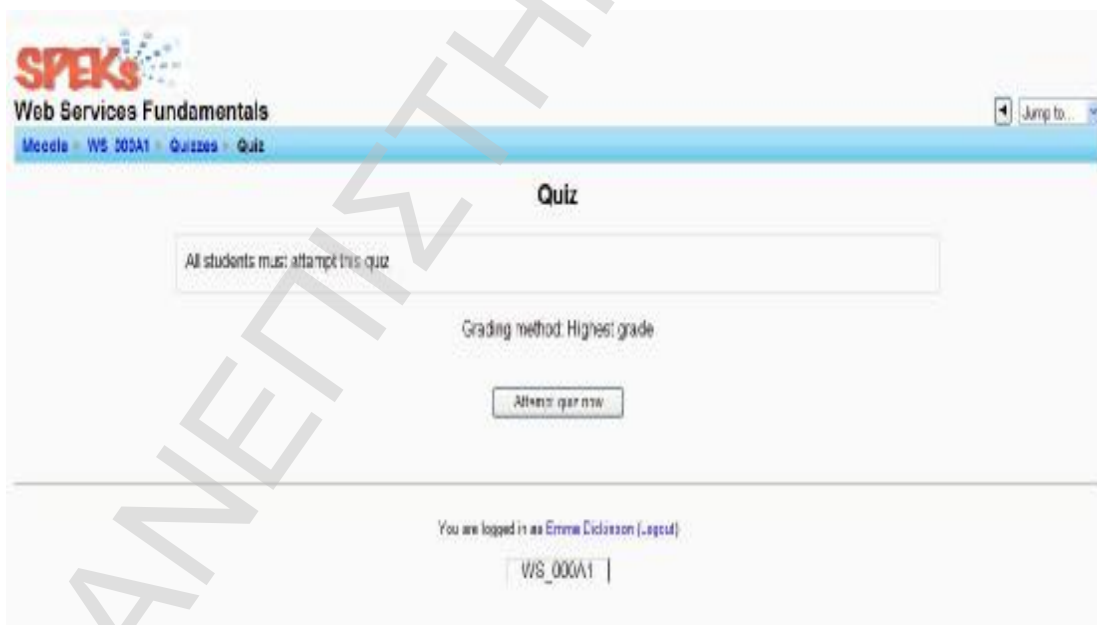 SPEKs
Web Services Fundamentals
Jump to...
Moodle WS_000A1 Quizzes Quiz
Quiz
All students must attempt this quiz
Grading method: Highest grade
Attempt quiz now
You are logged in as Emma Dickinson (Logout)
WS_000A1
ΑΝΕΠΙΣΤΗ